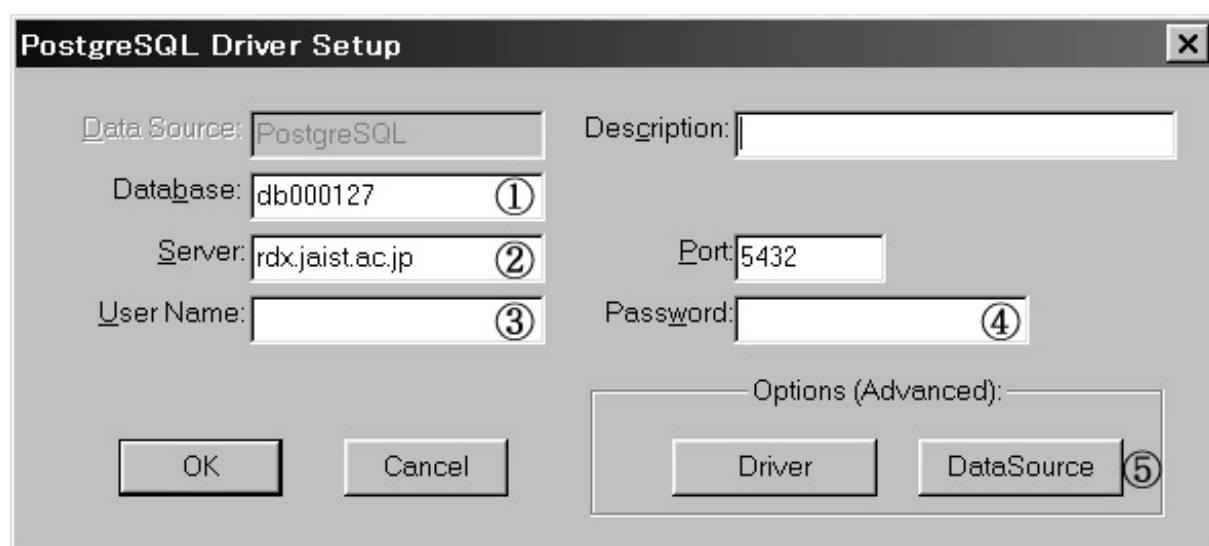 PostgreSQL Driver Setup
Data Source: PostgreSQL Description:
Database: db000127 ①
Server: rdx.jaist.ac.jp ② Port: 5432
User Name: ③ Password: ④
Options (Advanced):
OK Cancel Driver DataSource ⑤